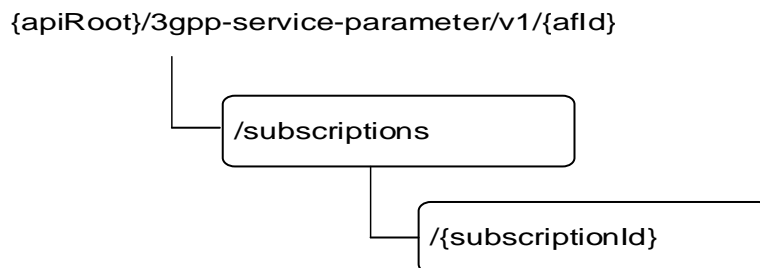 {apiRoot}/3gpp-service-parameter/v1/{afId}
/subscriptions
/{subscriptionId}